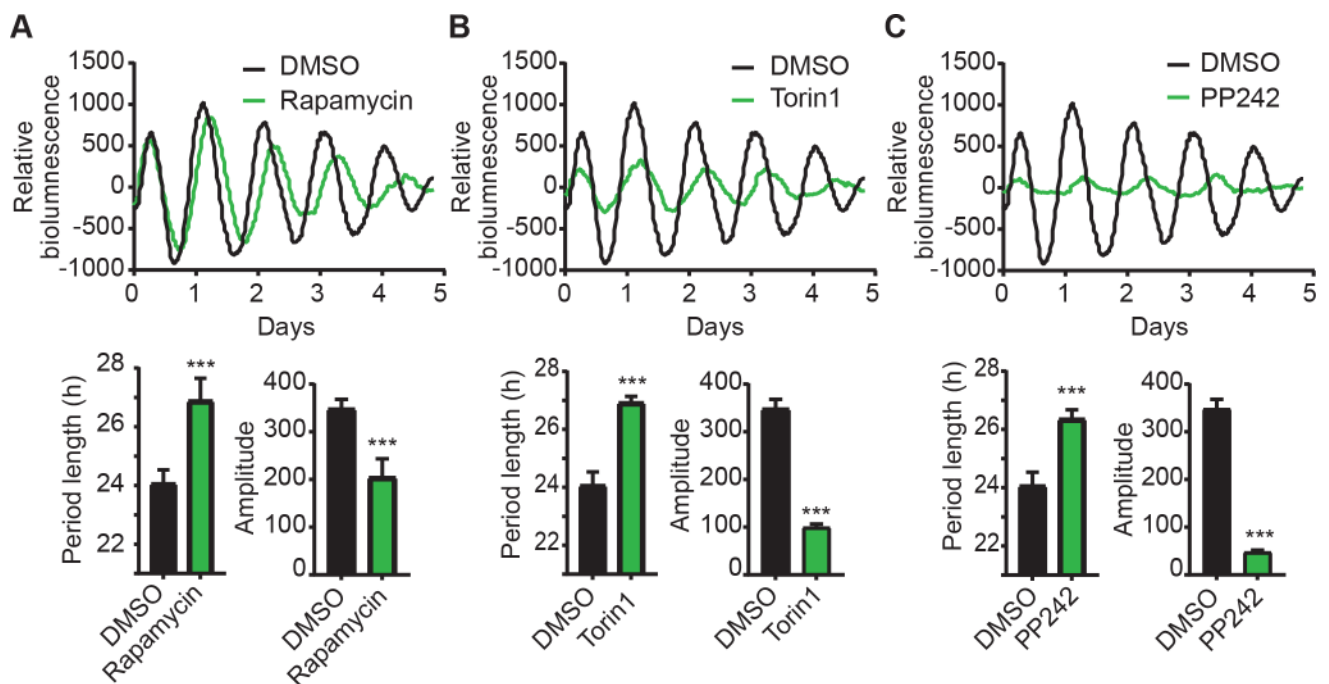 A
Relative
bioluminescence
1500
1000
500
0
-500
-1000
DMSO
Rapamycin
0 1 2 3 4 5
Days
B
Relative
bioluminescence
1500
1000
500
0
-500
-1000
DMSO
Torin1
0 1 2 3 4 5
Days
C
Relative
bioluminescence
1500
1000
500
0
-500
-1000
DMSO
PP242
0 1 2 3 4 5
Days
Period length (h)
28
26
24
22
***
DMSO
Rapamycin
Amplitude
400
300
200
100
0
***
DMSO
Rapamycin
Period length (h)
28
26
24
22
***
DMSO
Torin1
Amplitude
400
300
200
100
0
***
DMSO
Torin1
Period length (h)
28
26
24
22
***
DMSO
PP242
Amplitude
400
300
200
100
0
***
DMSO
PP242